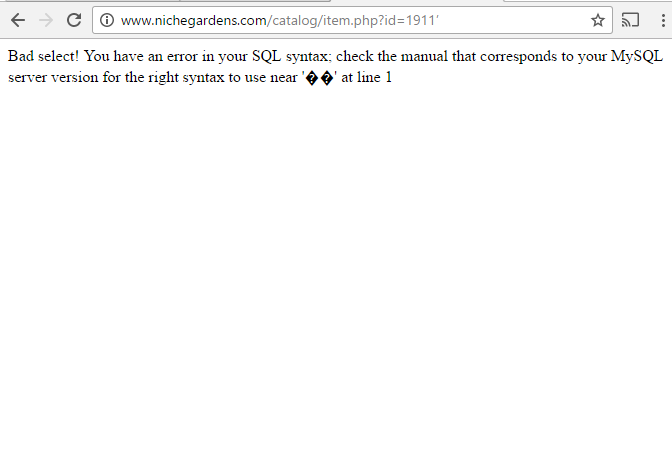 www.nichegardens.com/catalog/item.php?id=1911'
Bad select! You have an error in your SQL syntax; check the manual that corresponds to your MySQL
server version for the right syntax to use near '��' at line 1